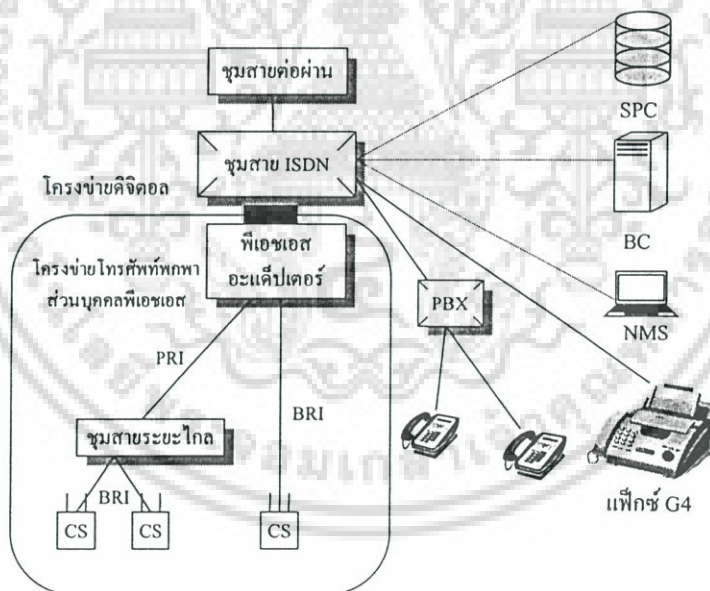 ชุมสายต่อผ่าน
SPC
ชุมสาย ISDN
โครงข่ายดิจิตอล
BC
พีเอชเอส
อะแด็ปเตอร์
โครงข่ายโทรศัพท์พกพา
ส่วนบุคคลพีเอชเอส
PBX
NMS
PRI
BRI
ชุมสายระยะไกล
แฟ็กซ์ G4
BRI
CS
CS
CS